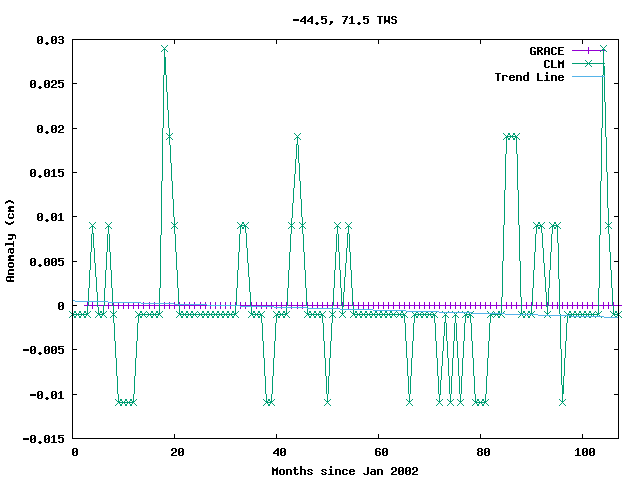 -44.5, 71.5 TWS
0.03
0.025
0.02
0.015
0.01
0.005
0
-0.005
-0.01
-0.015
Anomaly (cm)
GRACE
CLM
Trend Line
0 20 40 60 80 100
Months since Jan 2002